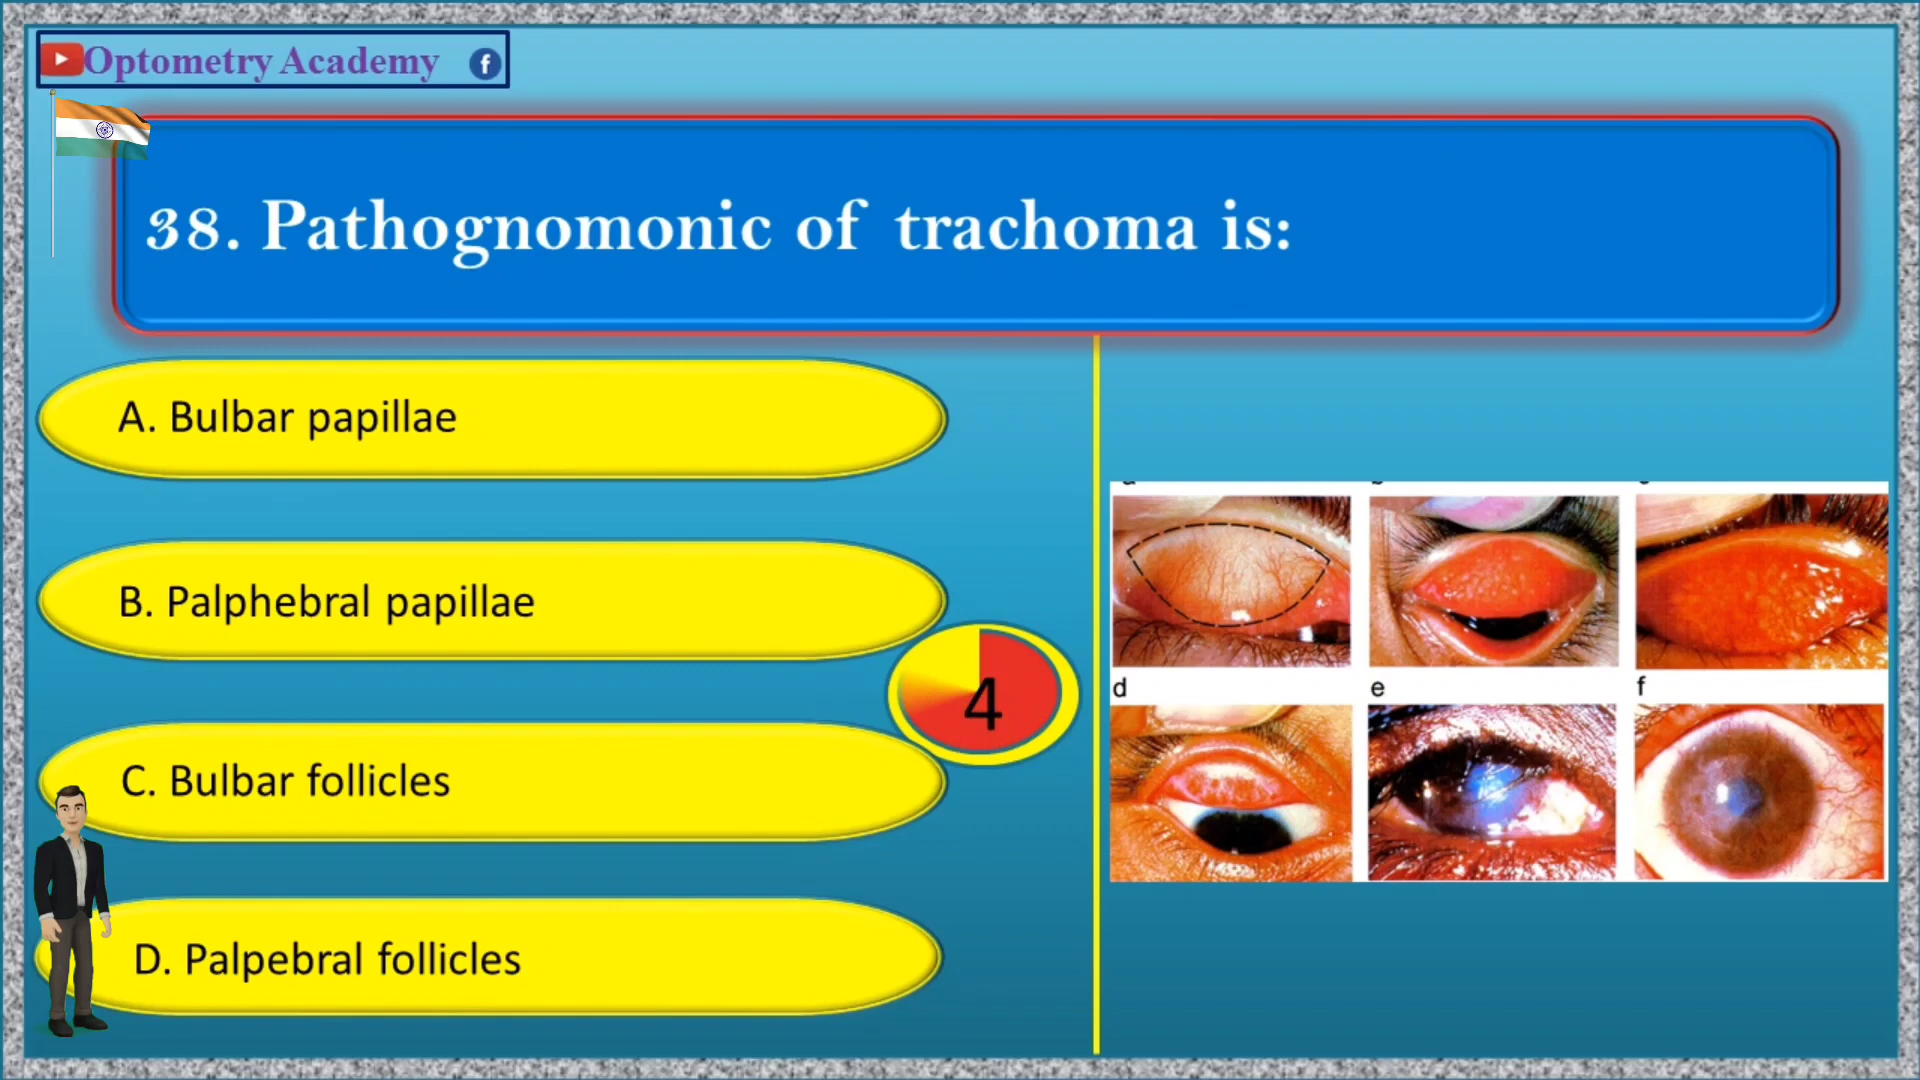 Optometry Academy
38. Pathognomonic of trachoma is:
A. Bulbar papillae
B. Palphebral papillae
4
C. Bulbar follicles
D. Palpebral follicles
d e f